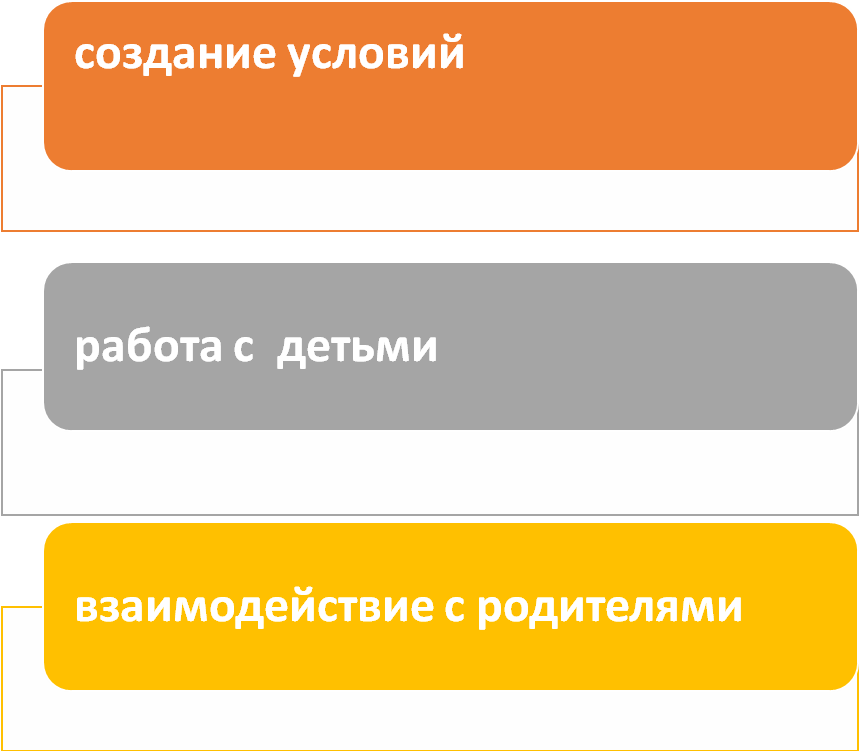 создание условий
работа с  детьми
взаимодействие с родителями